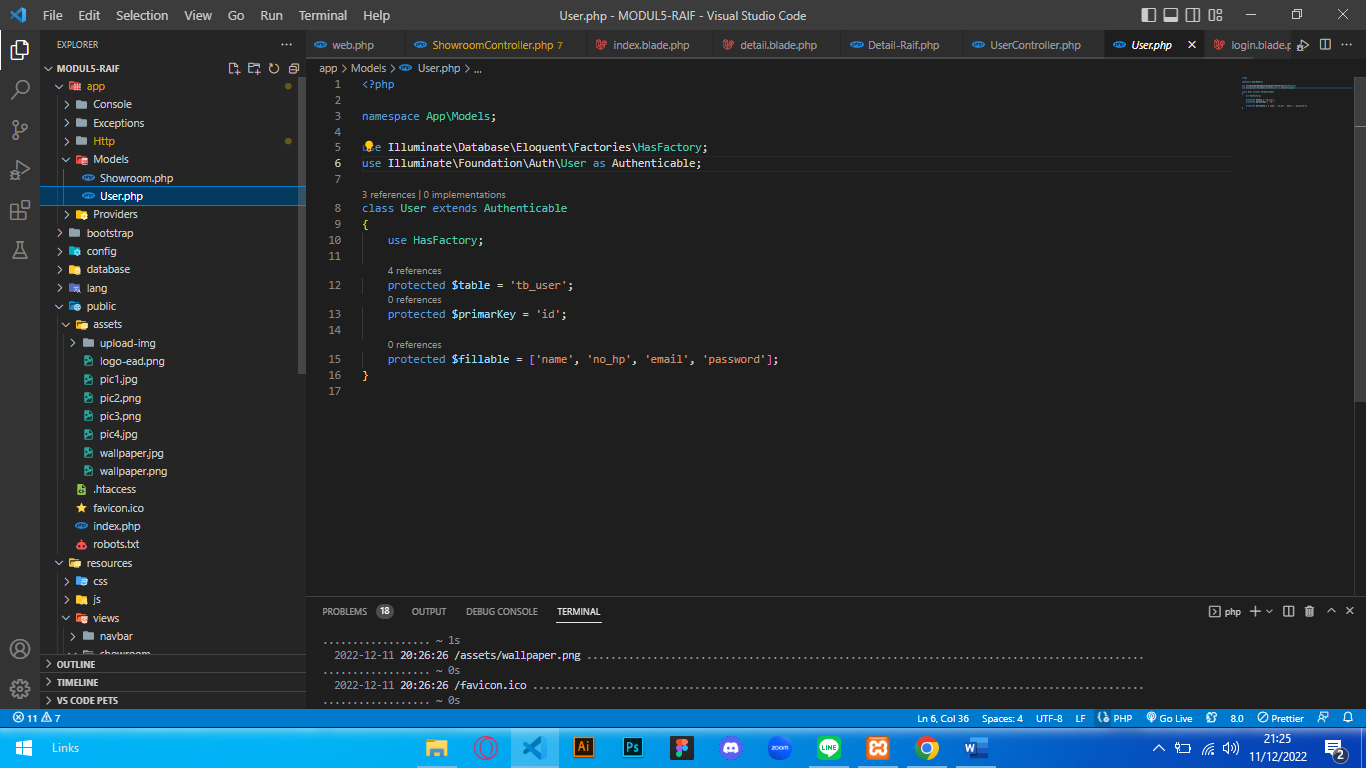 File Edit Selection View Go Run Terminal Help
User.php - MODUL5-RAIF - Visual Studio Code
EXPLORER
MODUL5-RAIF
app
Console
Exceptions
Http
Models
Showroom.php
User.php
Providers
bootstrap
config
database
lang
public
assets
upload-img
logo-ead.png
pic1.jpg
pic2.png
pic3.png
pic4.jpg
wallpaper.jpg
wallpaper.png
.htaccess
favicon.ico
index.php
robots.txt
resources
css
js
views
navbar
showroom
OUTLINE
TIMELINE
VS CODE PETS
web.php ShowroomController.php 7 index.blade.php detail.blade.php Detail-Raif.php UserController.php User.php login.blade.p
app > Models > User.php > ...
1 <?php
2
3 namespace App\Models;
4
5 use Illuminate\Database\Eloquent\Factories\HasFactory;
6 use Illuminate\Foundation\Auth\User as Authenticable;
7
3 references | 0 implementations
8 class User extends Authenticable
9 {
10 use HasFactory;
11
4 references
12 protected $table = 'tb_user';
0 references
13 protected $primarKey = 'id';
14
0 references
15 protected $fillable = ['name', 'no_hp', 'email', 'password'];
16 }
17
PROBLEMS 18 OUTPUT DEBUG CONSOLE TERMINAL
php
.................. ~ 1s
2022-12-11 20:26:26 /assets/wallpaper.png .............................................................................................
.................. ~ 0s
2022-12-11 20:26:26 /favicon.ico ......................................................................................................
.................. ~ 0s
11 7
Ln 6, Col 36 Spaces: 4 UTF-8 LF PHP Go Live 8.0 Prettier
Links
Ai Ps zoom LINE W
21:25
11/12/2022
2